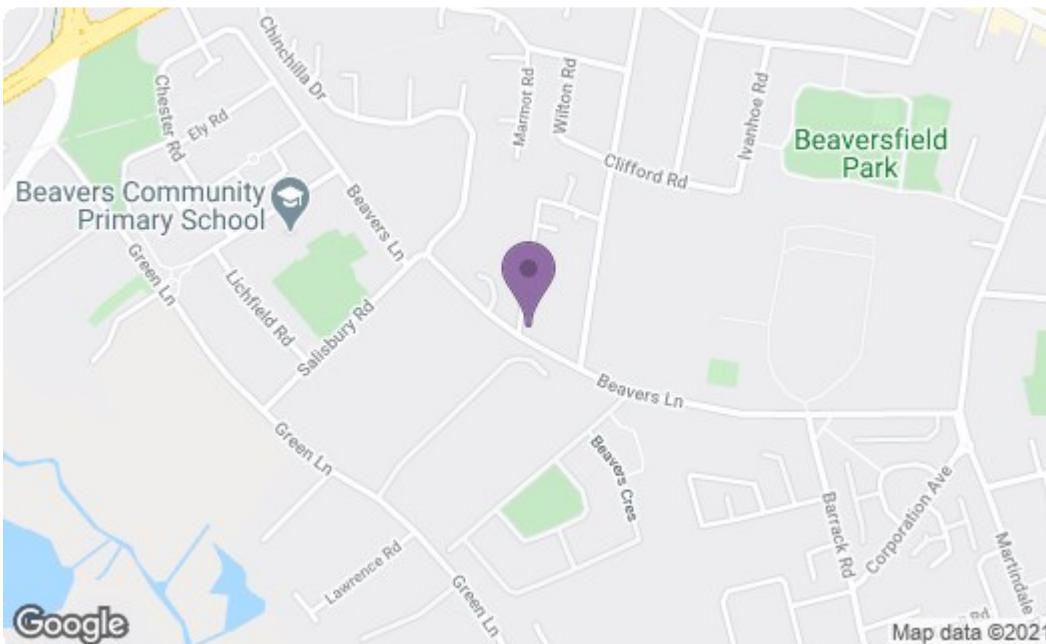 Chinchilla Dr
Marmot Rd
Wilton Rd
Ivanhoe Rd
Chester Rd
Ely Rd
Clifford Rd
Beaversfield
Park
Beavers Community
Primary School
Beavers Ln
Green Ln
Lichfield Rd
Salisbury Rd
Beavers Ln
Green Ln
Beavers Cres
Barrack Rd
Corporation Ave
Martindale
Lawrence Rd
Green Ln
Rd
Google
Map data ©2021